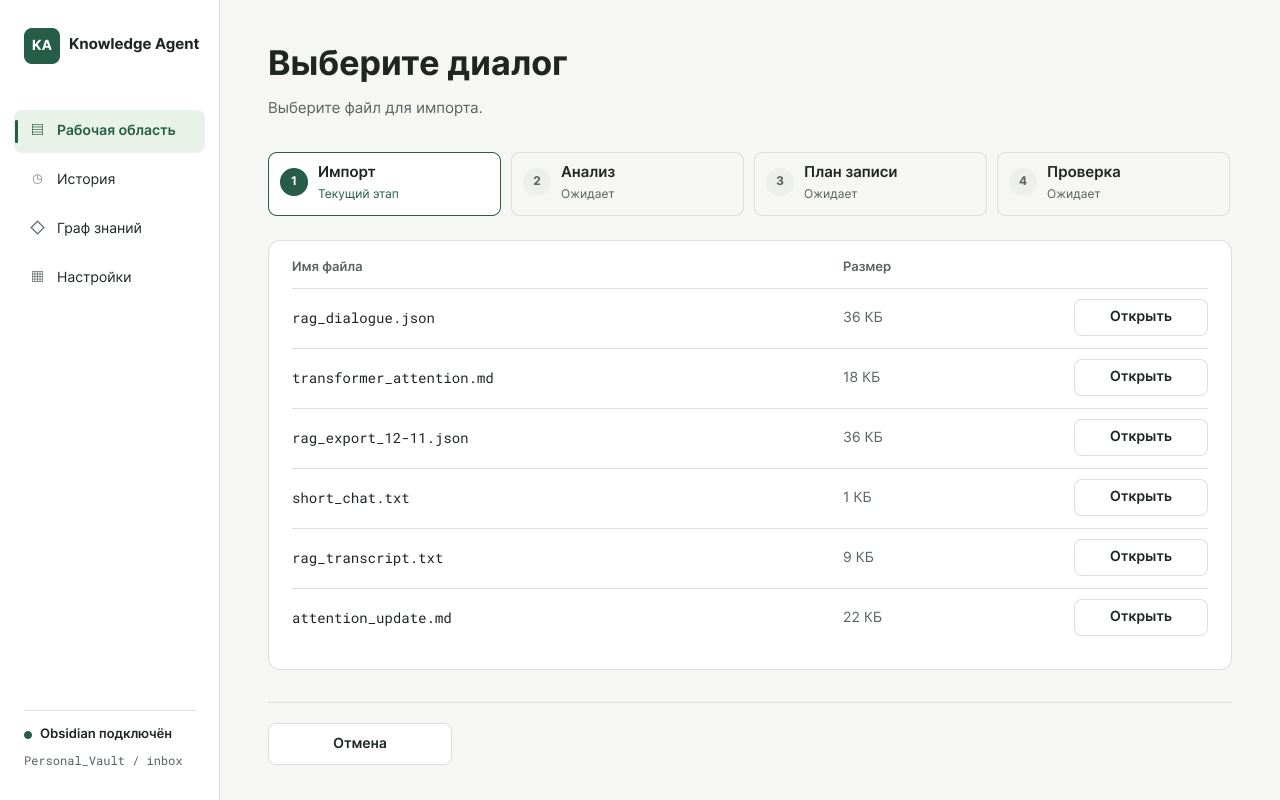 KA Knowledge Agent
Рабочая область
История
Граф знаний
Настройки
Obsidian подключён
Personal_Vault / inbox
Выберите диалог
Выберите файл для импорта.
1 Импорт
Текущий этап
2 Анализ
Ожидает
3 План записи
Ожидает
4 Проверка
Ожидает
Имя файла Размер
rag_dialogue.json 36 КБ Открыть
transformer_attention.md 18 КБ Открыть
rag_export_12-11.json 36 КБ Открыть
short_chat.txt 1 КБ Открыть
rag_transcript.txt 9 КБ Открыть
attention_update.md 22 КБ Открыть
Отмена